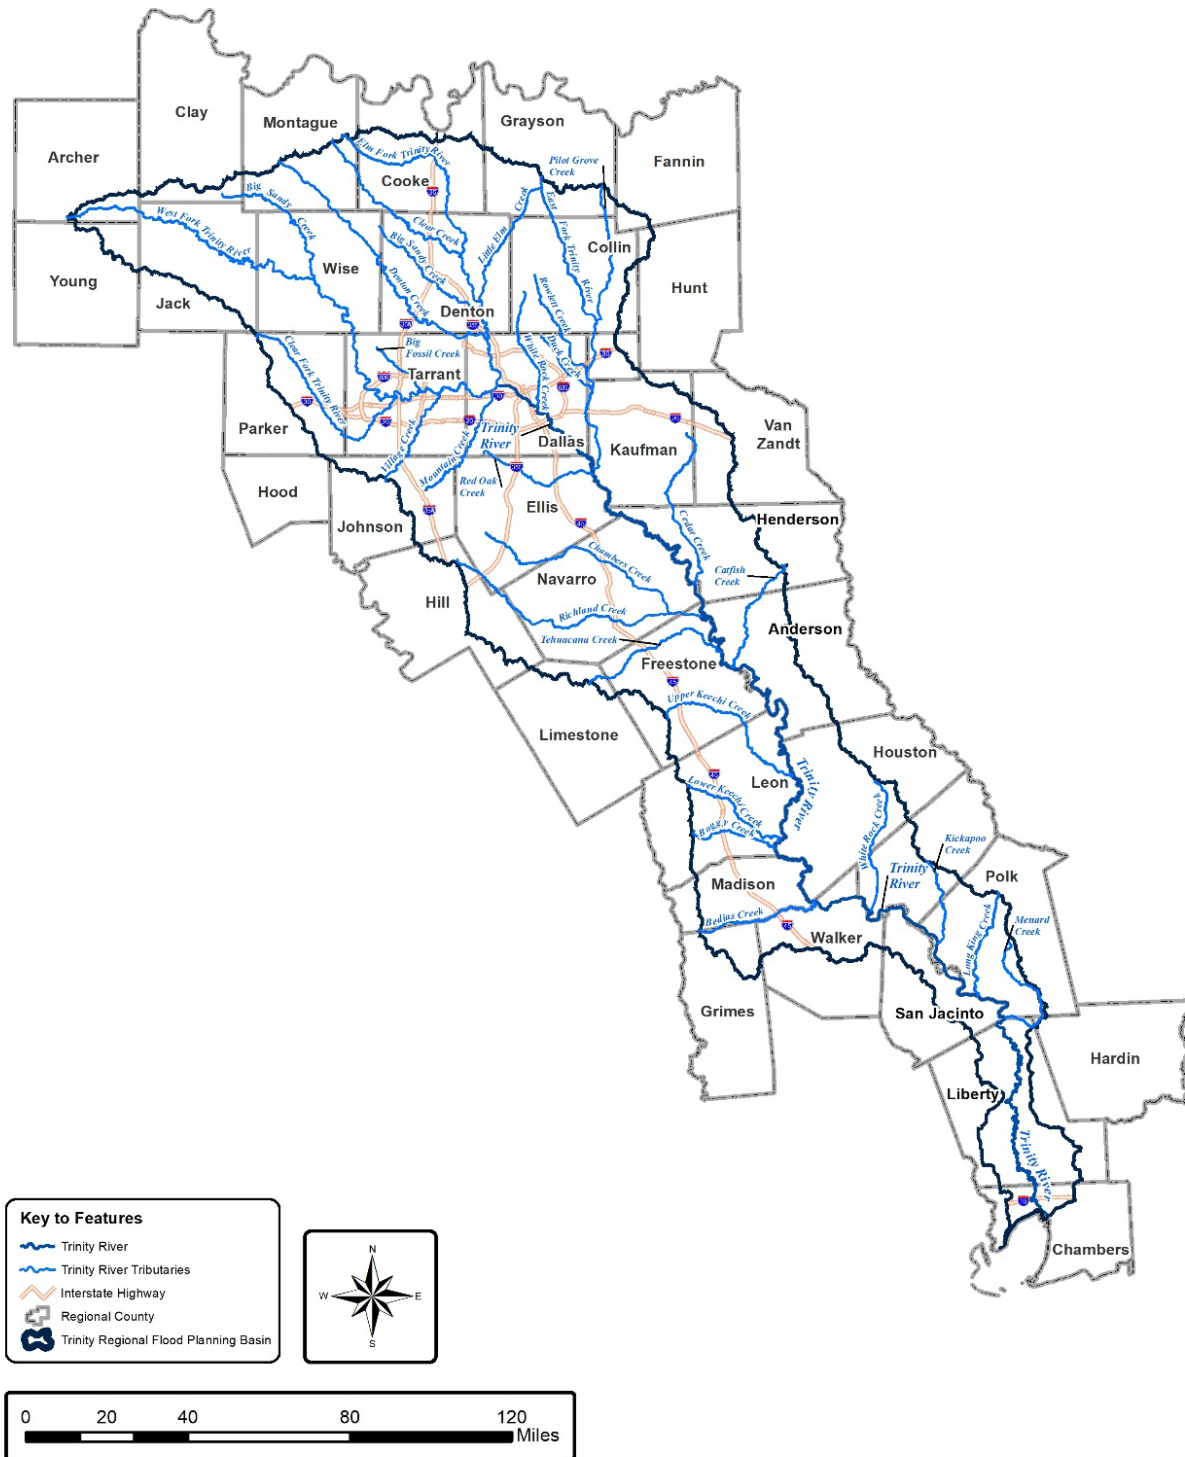 Clay
Montague
Grayson
Archer
Fannin
Elm Fork Trinity River
Pilot Grove
Creek
Cooke
Big Sandy
Creek
West Fork
Trinity River
Clear Creek
Little Elm Creek
East
Fork Trinity River
Collin
Young
Jack
Wise
Big Sandy Creek
Denton Creek
Denton
Rowlett Creek
Hunt
Clear Fork Trinity River
Big
Fossil Creek
Tarrant
White Rock Creek
Duck Creek
Parker
Village Creek
Mountain Creek
Trinity
River
Dallas
Kaufman
Van
Zandt
Hood
Red Oak
Creek
Johnson
Ellis
Cedar Creek
Henderson
Chambers Creek
Catfish
Creek
Hill
Navarro
Richland Creek
Anderson
Tehuacana Creek
Freestone
Upper Keechi Creek
Limestone
Houston
Leon
Trinity River
Lower Keechi Creek
Boggy Creek
White Rock Creek
Kickapoo
Creek
Trinity
River
Polk
Madison
Bedias Creek
Walker
Long King Creek
Menard
Creek
Grimes
San Jacinto
Hardin
Liberty
Trinity River
Chambers
Key to Features
Trinity River
Trinity River Tributaries
Interstate Highway
Regional County
Trinity Regional Flood Planning Basin
N
W E
S
0 20 40 80 120
Miles